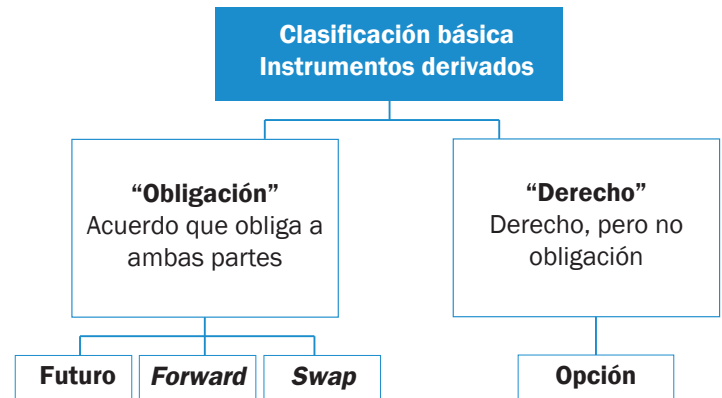 Clasificación básica
Instrumentos derivados
“Obligación”
Acuerdo que obliga a
ambas partes
“Derecho”
Derecho, pero no
obligación
Futuro
Forward
Swap
Opción